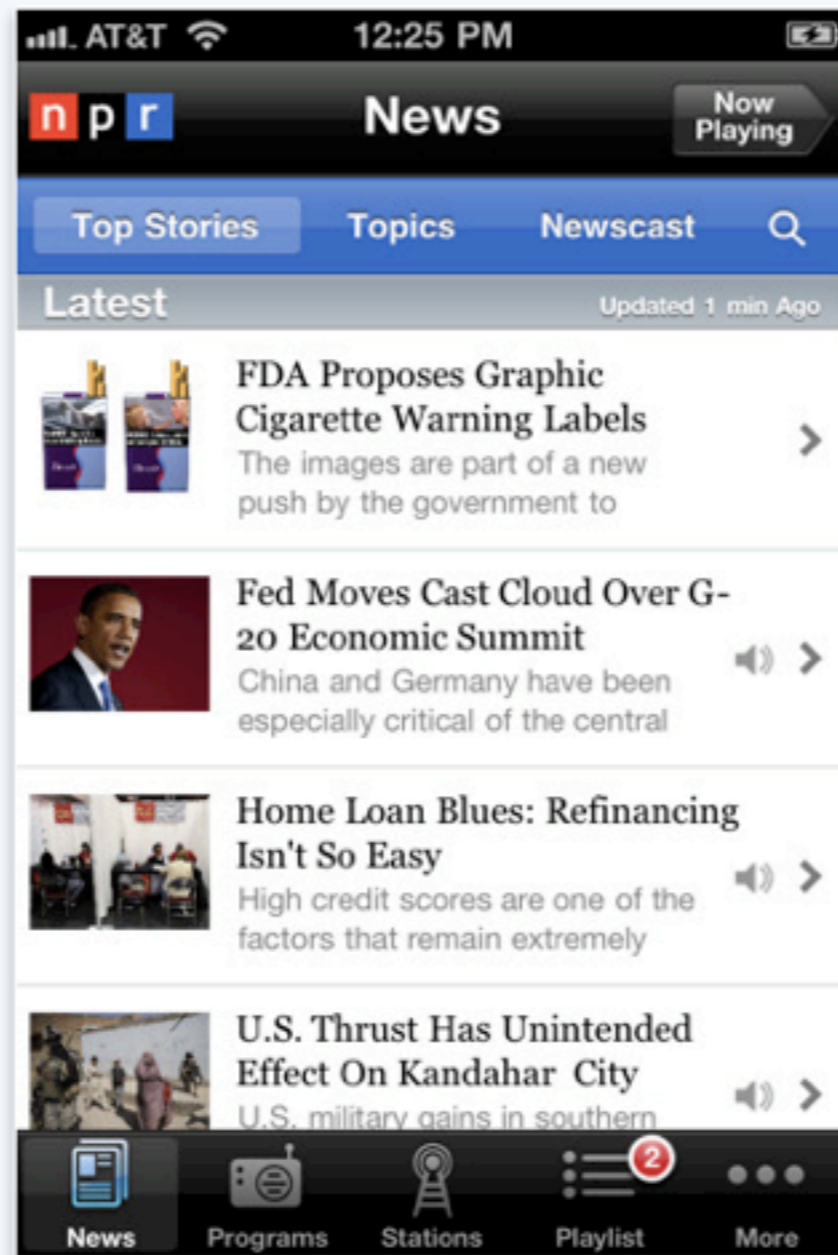 AT&T 12:25 PM
npr News Now
Playing
Top Stories Topics Newscast
Latest Updated 1 min Ago
FDA Proposes Graphic
Cigarette Warning Labels
The images are part of a new
push by the government to
Fed Moves Cast Cloud Over G-
20 Economic Summit
China and Germany have been
especially critical of the central
Home Loan Blues: Refinancing
Isn't So Easy
High credit scores are one of the
factors that remain extremely
U.S. Thrust Has Unintended
Effect On Kandahar City
U.S. military gains in southern
2
News Programs Stations Playlist More